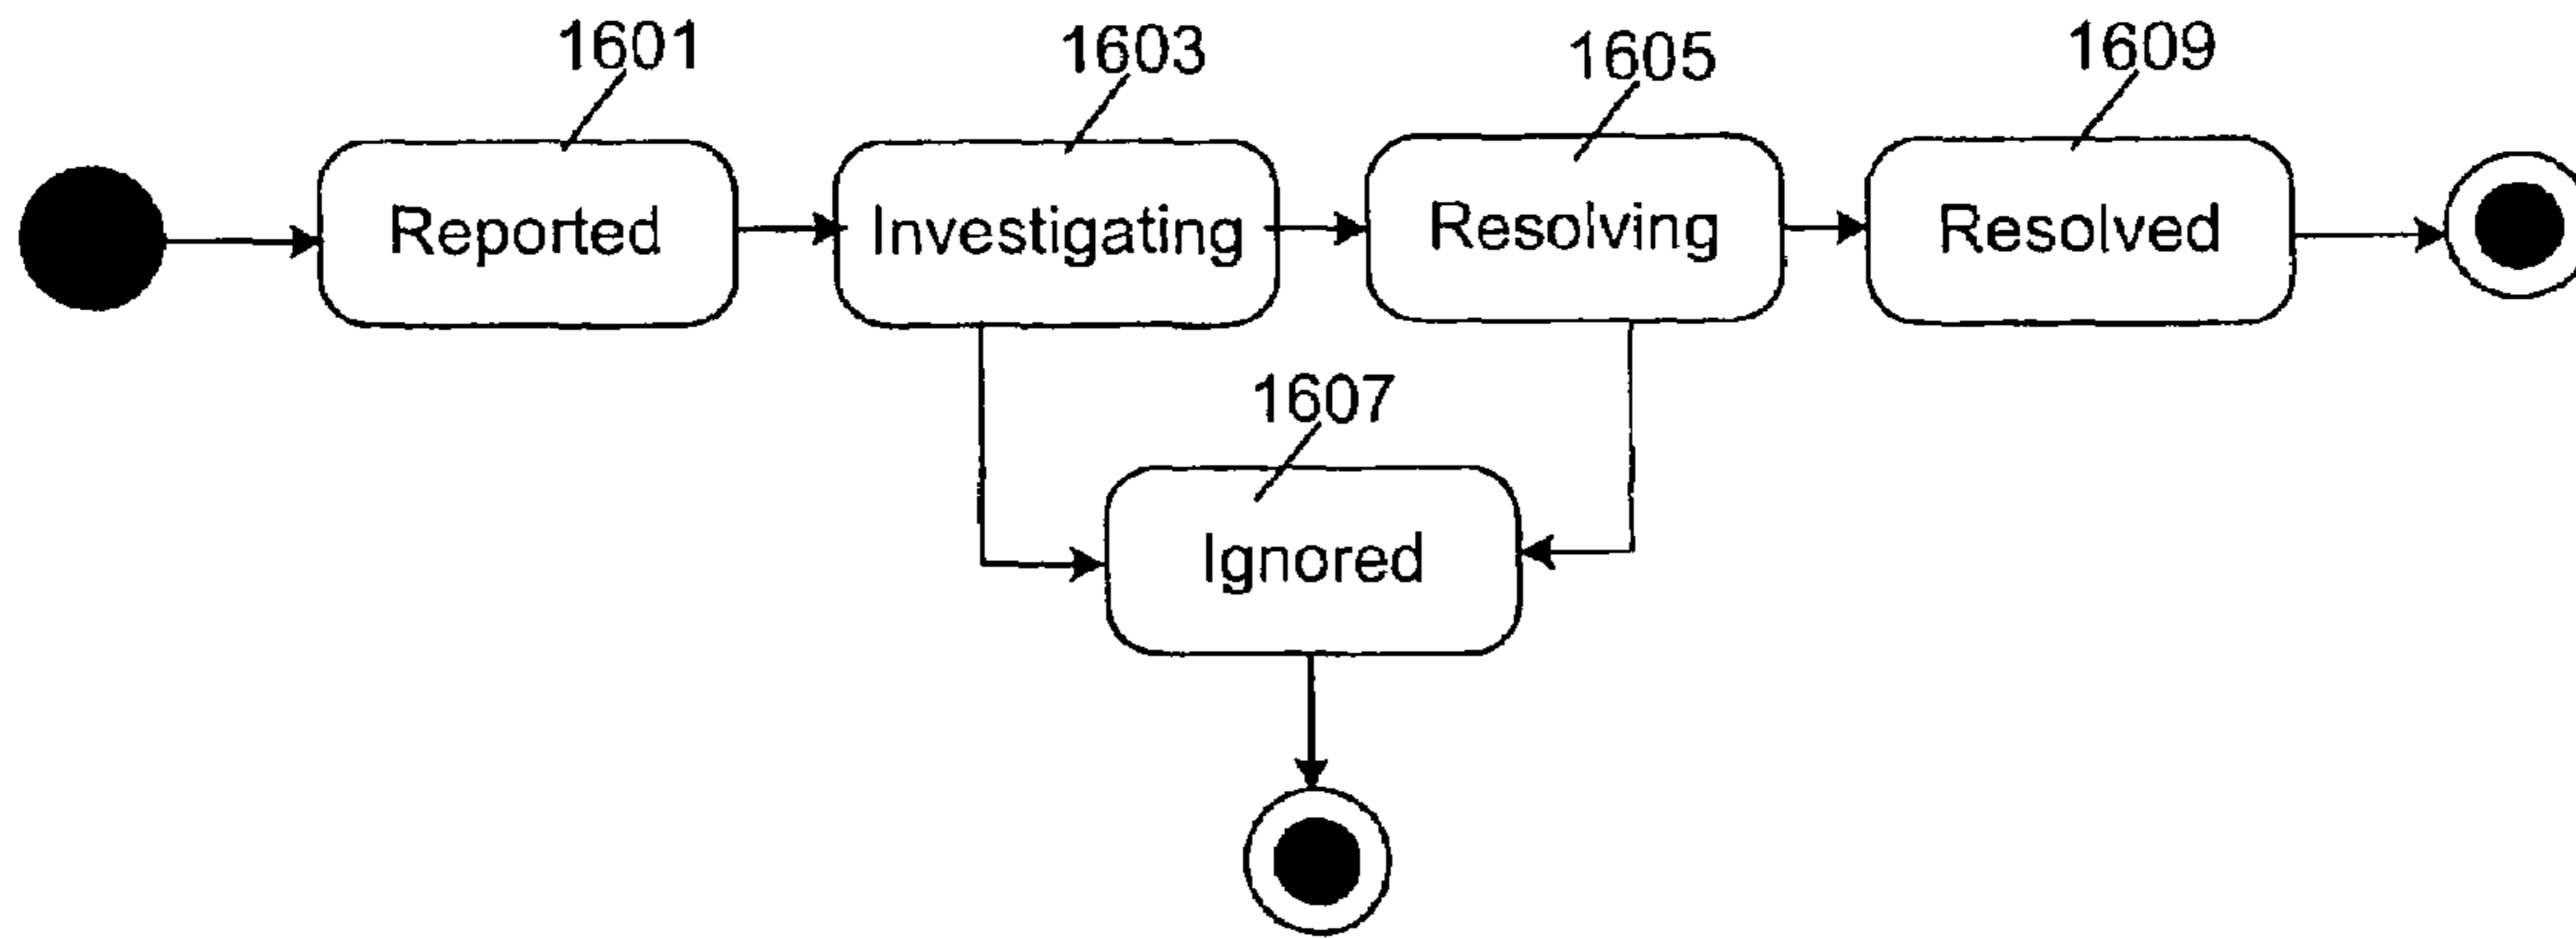 1601
1603
1605
1609
Reported
Investigating
Resolving
Resolved
1607
Ignored